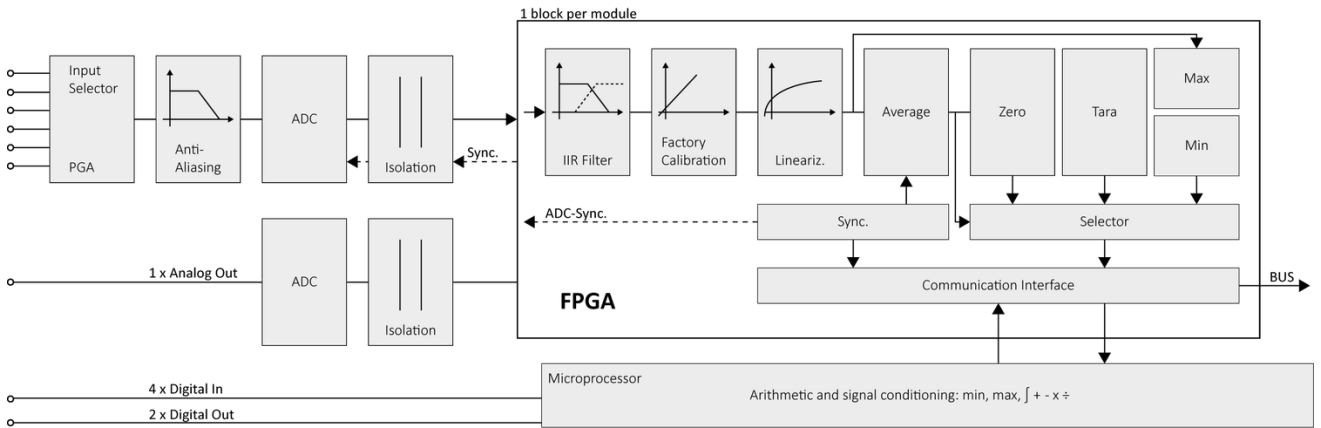 1 block per module
Input
Selector
PGA
Anti-
Aliasing
ADC
Isolation
Sync.
IIR Filter
Factory
Calibration
Lineariz.
Average
Zero
Tara
Max
Min
ADC-Sync.
Sync.
Selector
1 x Analog Out
ADC
Isolation
FPGA
Communication Interface
BUS
4 x Digital In
2 x Digital Out
Microprocessor
Arithmetic and signal conditioning: min, max, ∫ + - x ÷